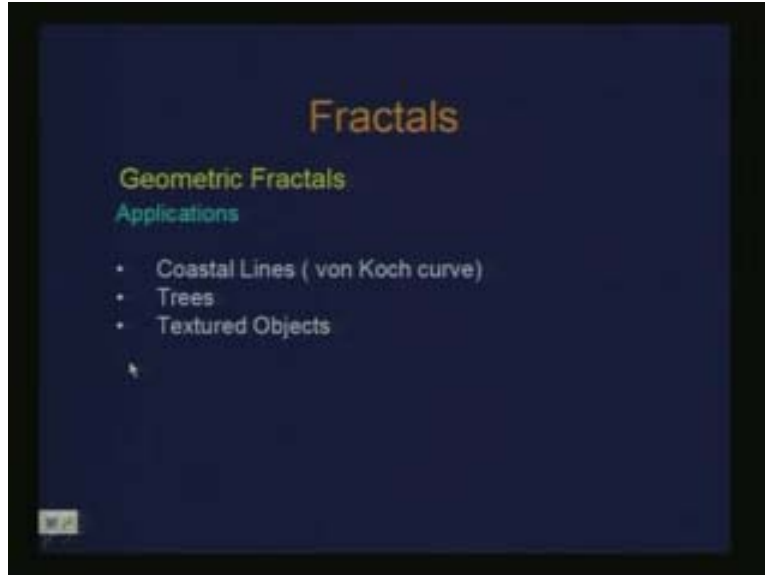 Fractals
Geometric Fractals
Applications
• Coastal Lines ( von Koch curve)
• Trees
• Textured Objects